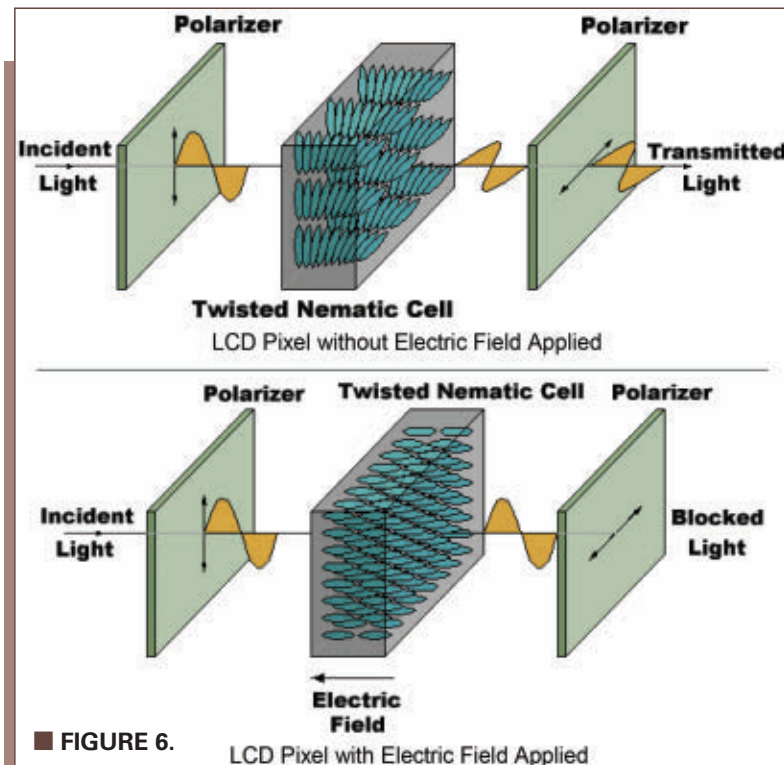 Polarizer
Polarizer
Incident
Light
Transmitted
Light
Twisted Nematic Cell
LCD Pixel without Electric Field Applied
Polarizer
Twisted Nematic Cell
Polarizer
Incident
Light
Blocked
Light
Electric
Field
■ FIGURE 6.
LCD Pixel with Electric Field Applied